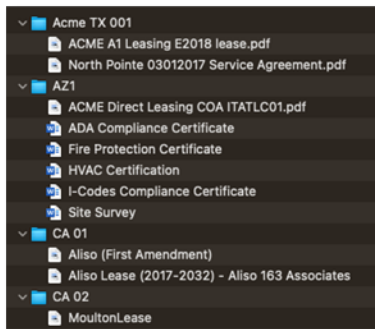 Acme TX 001
ACME A1 Leasing E2018 lease.pdf
North Pointe 03012017 Service Agreement.pdf
AZ1
ACME Direct Leasing COA ITATLC01.pdf
ADA Compliance Certificate
Fire Protection Certificate
HVAC Certification
I-Codes Compliance Certificate
Site Survey
CA 01
Aliso (First Amendment)
Aliso Lease (2017-2032) - Aliso 163 Associates
CA 02
MoultonLease